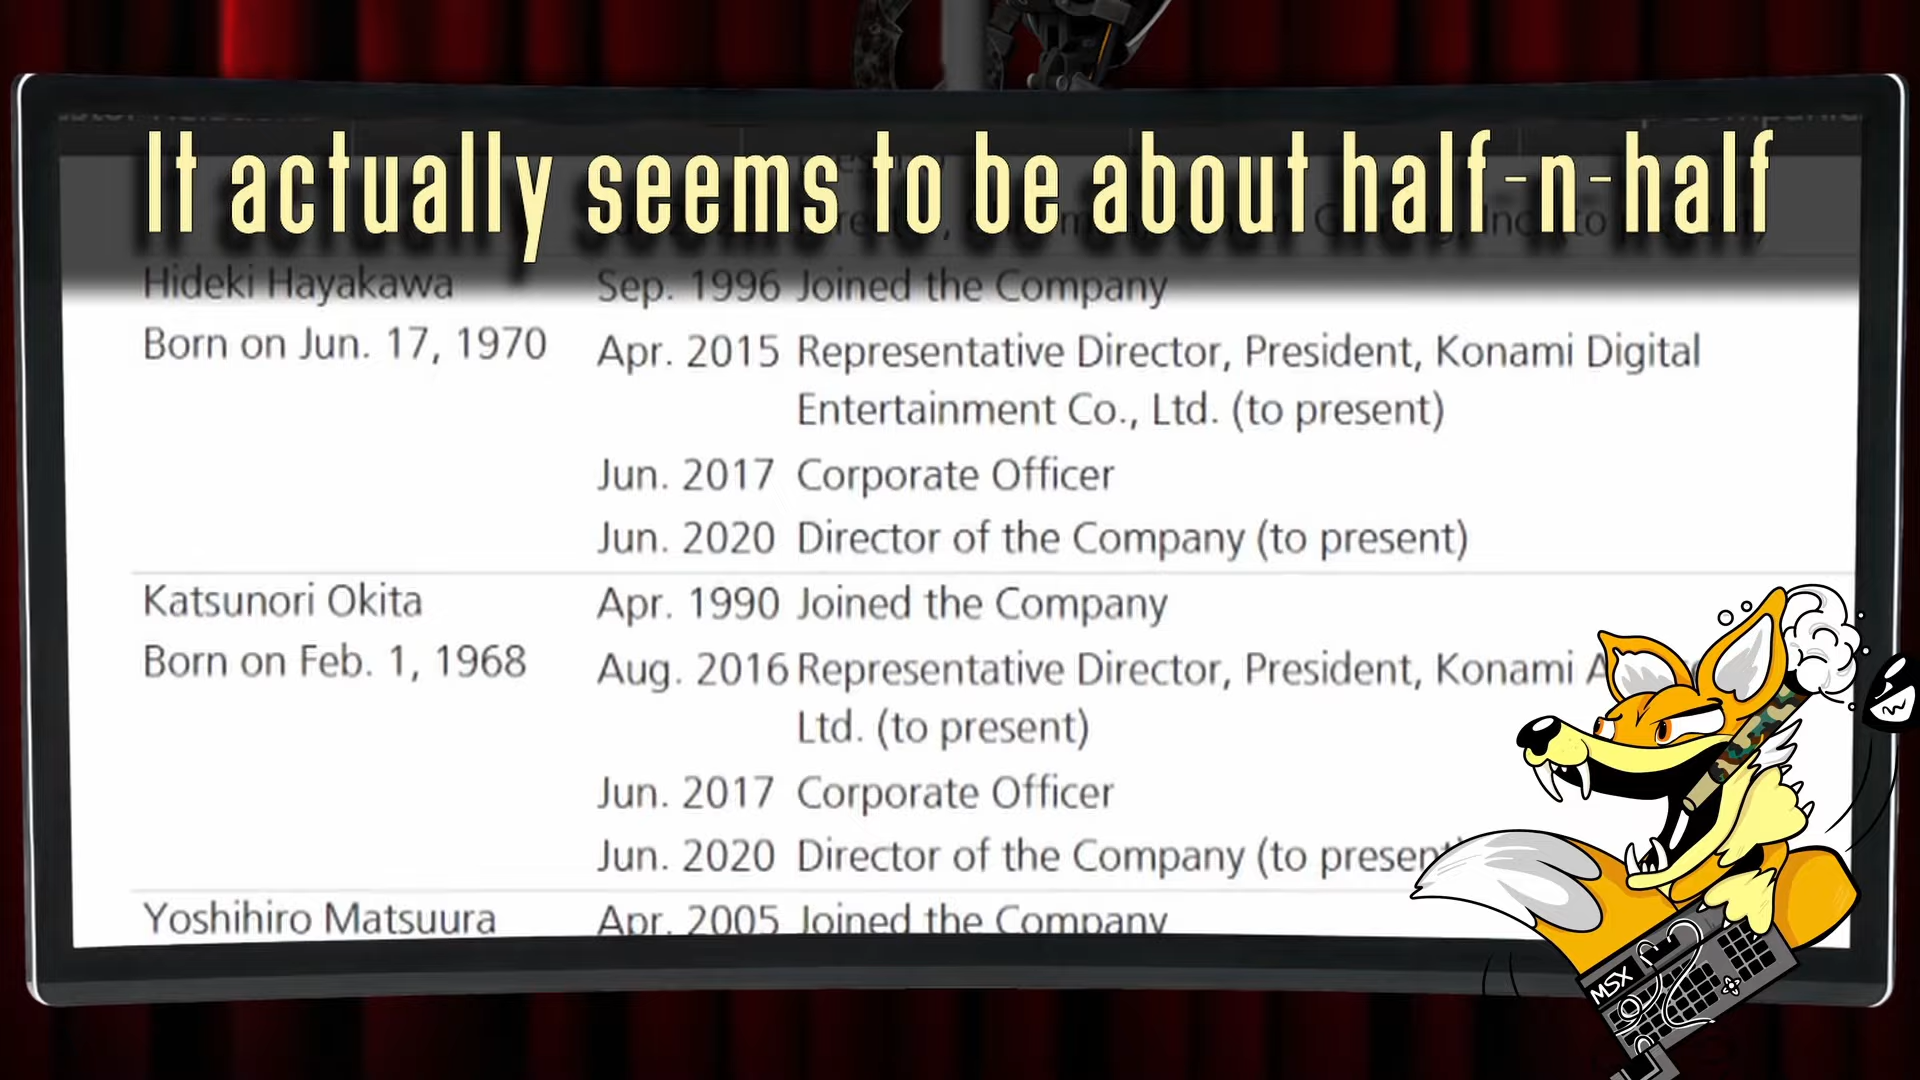 It actually seems to be about half-n-half
Hideki Hayakawa Sep. 1996 Joined the Company
Born on Jun. 17, 1970 Apr. 2015 Representative Director, President, Konami Digital
Entertainment Co., Ltd. (to present)
Jun. 2017 Corporate Officer
Jun. 2020 Director of the Company (to present)
Katsunori Okita Apr. 1990 Joined the Company
Born on Feb. 1, 1968 Aug. 2016 Representative Director, President, Konami
Ltd. (to present)
Jun. 2017 Corporate Officer
Jun. 2020 Director of the Company (to present
Yoshihiro Matsuura Apr. 2005 Joined the Company
MSX